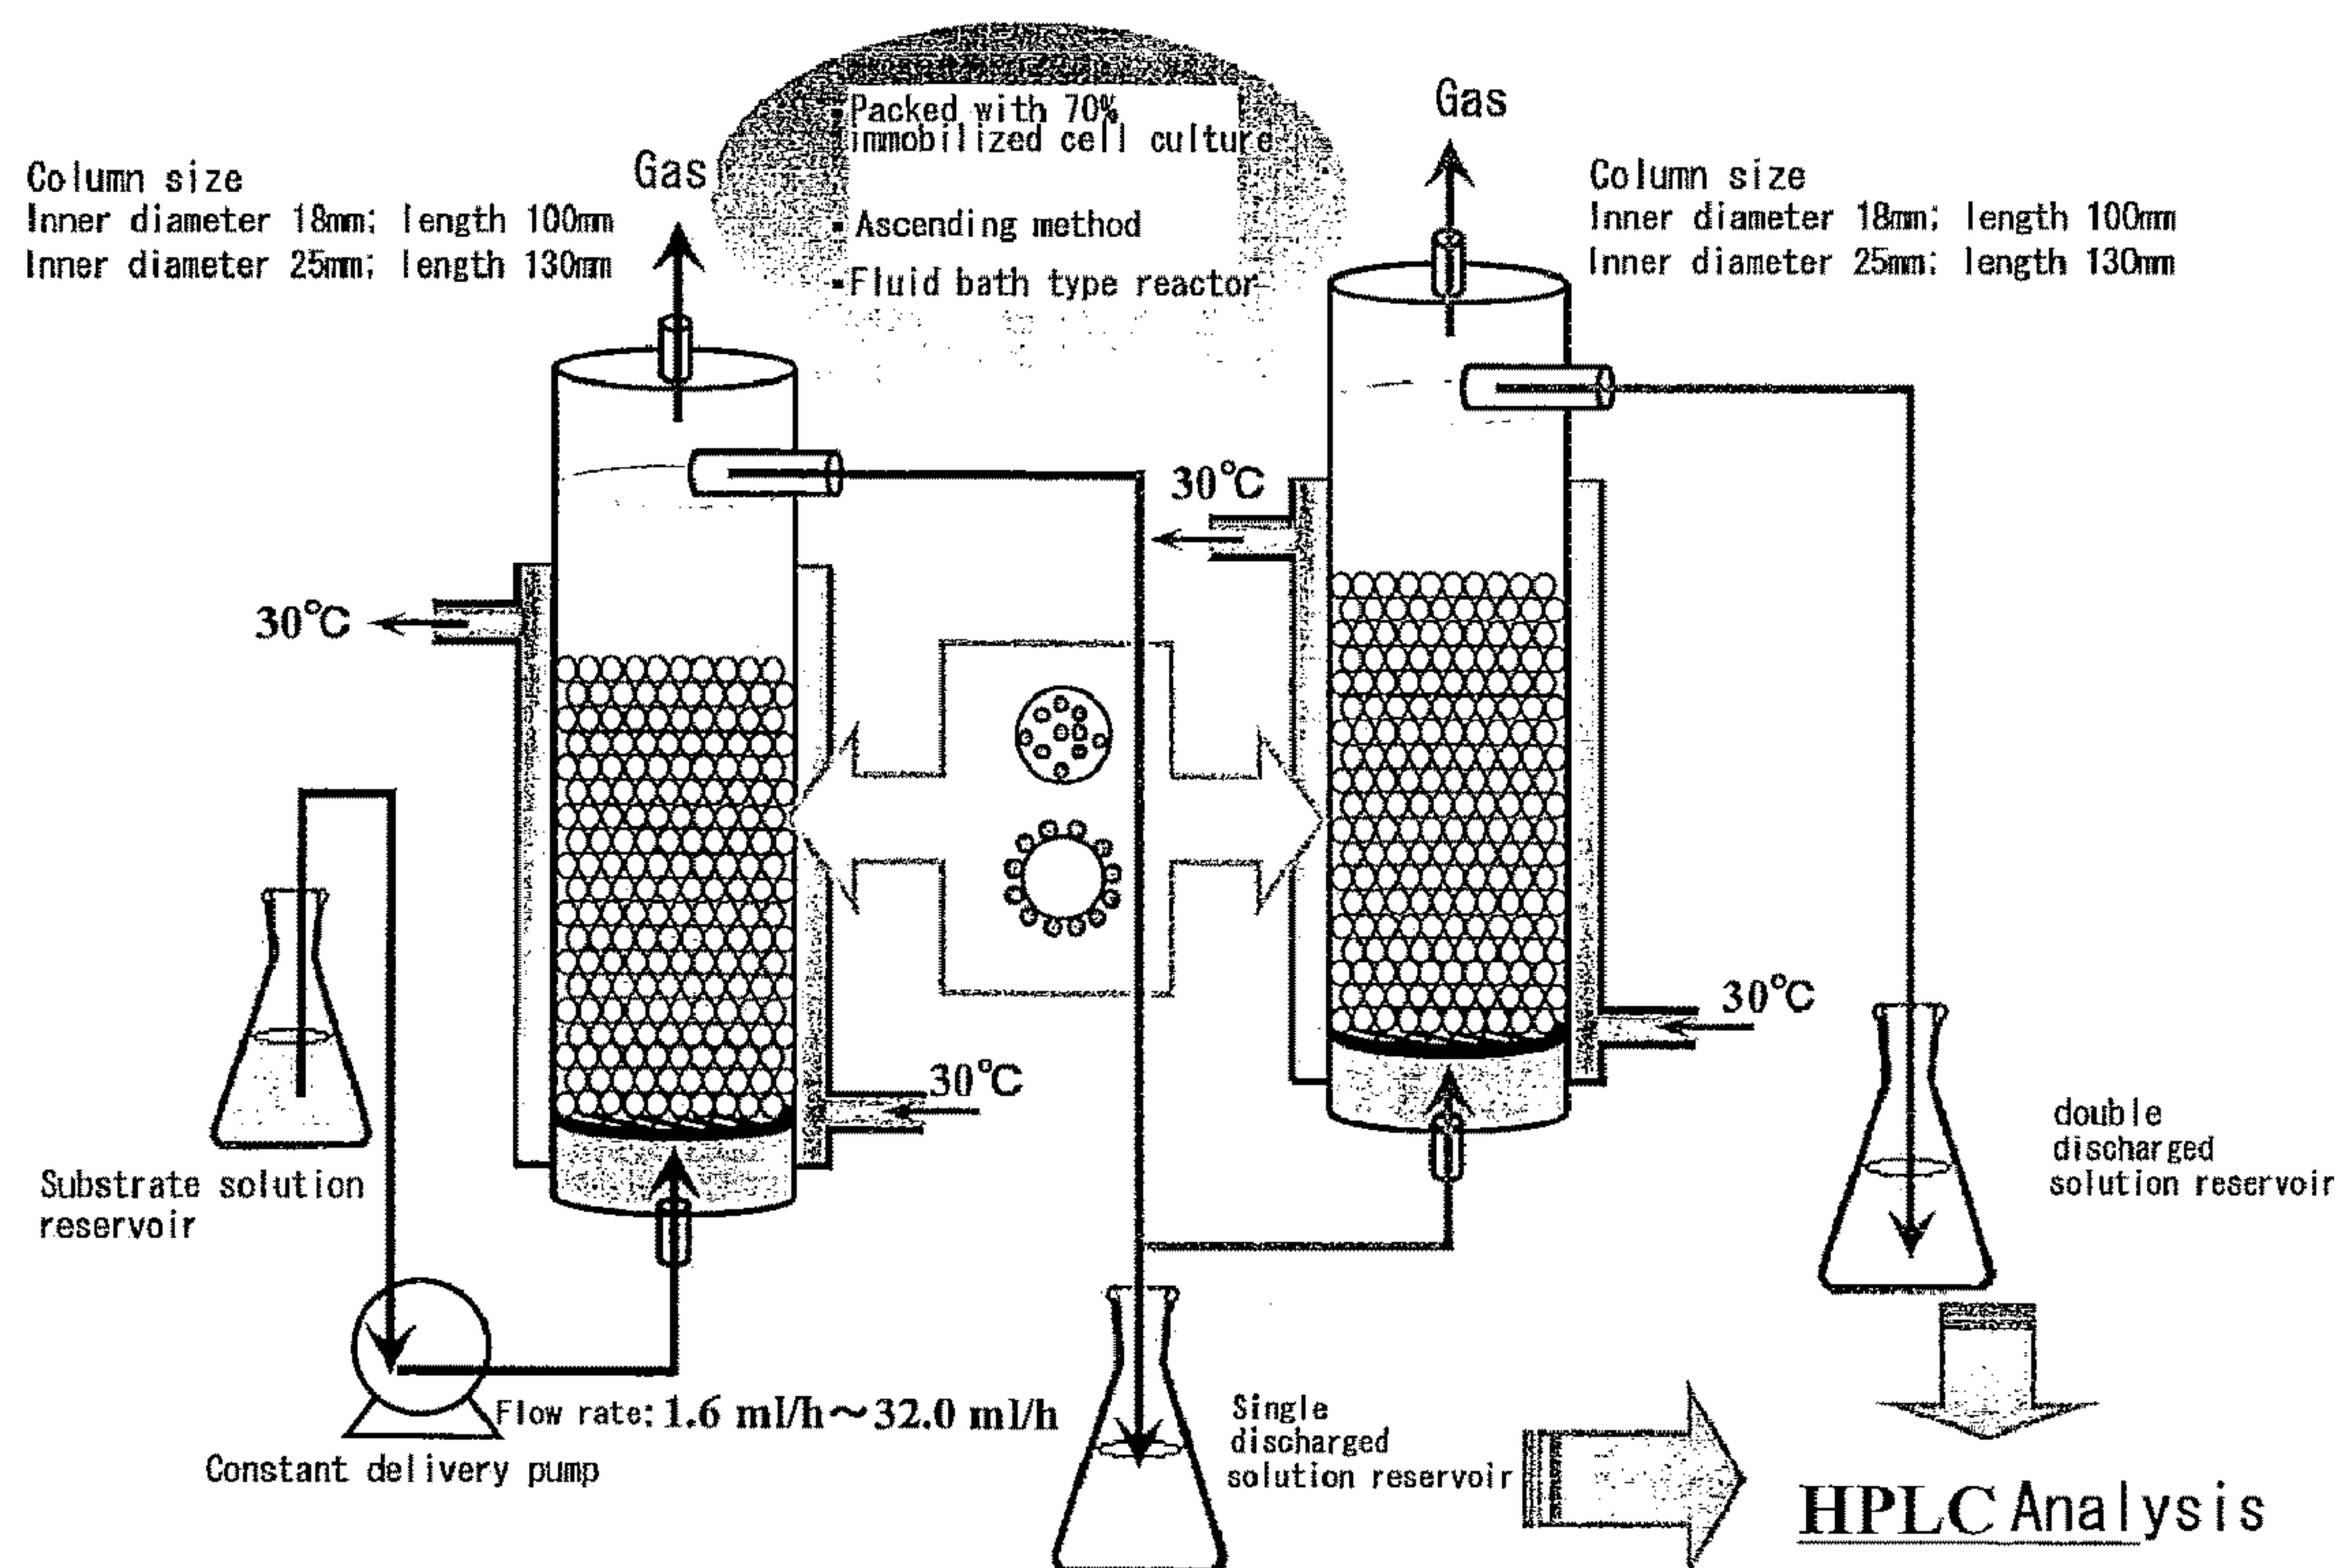 Packed with 70%
immobilized cell culture
Ascending method
Fluid bath type reactor
Gas
Gas
Column size
Inner diameter 18mm; length 100mm
Inner diameter 25mm; length 130mm
Column size
Inner diameter 18mm; length 100mm
Inner diameter 25mm; length 130mm
30℃
30℃
30℃
30℃
Substrate solution
reservoir
double
discharged
solution reservoir
Flow rate: 1.6 ml/h～32.0 ml/h
Constant delivery pump
Single
discharged
solution reservoir
HPLC Analysis